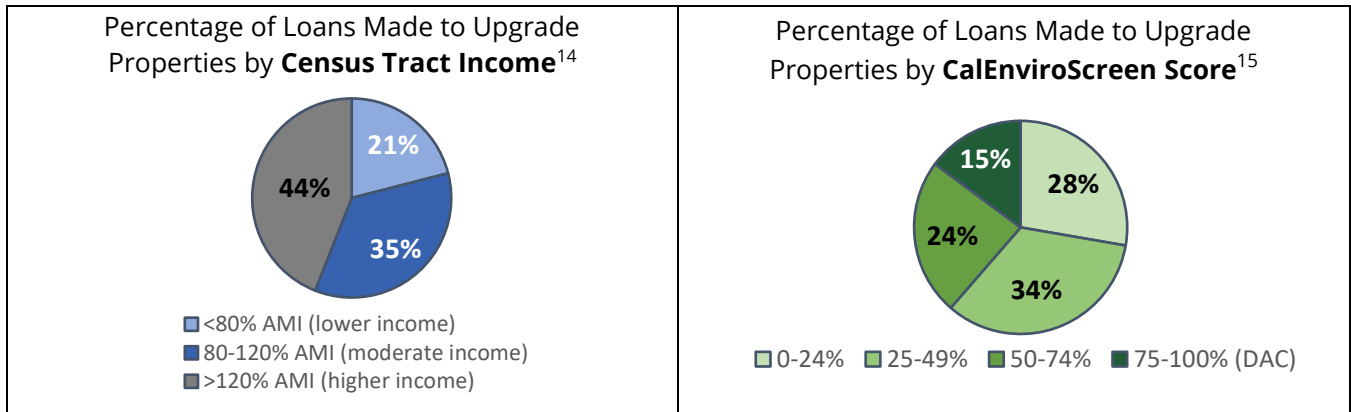 Percentage of Loans Made to Upgrade
Properties by Census Tract Income14
21%
44%
35%
<80% AMI (lower income)
80-120% AMI (moderate income)
>120% AMI (higher income)
Percentage of Loans Made to Upgrade
Properties by CalEnviroScreen Score15
15%
28%
24%
34%
0-24% 25-49% 50-74% 75-100% (DAC)